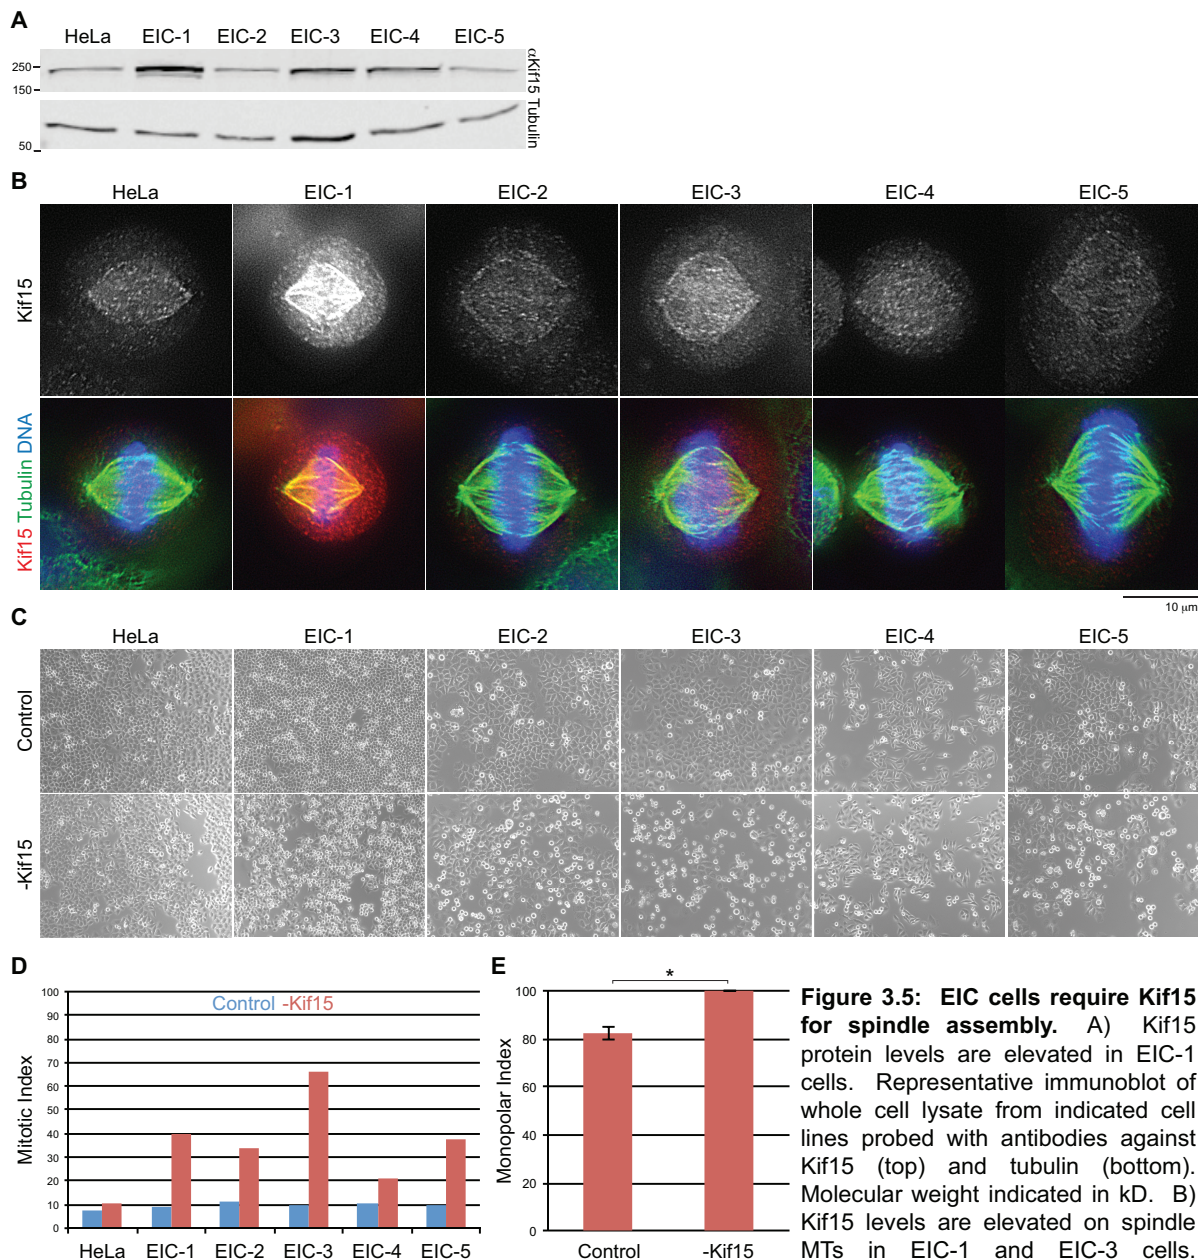 A
HeLa EIC-1 EIC-2 EIC-3 EIC-4 EIC-5
250
150
αKif15
50
Tubulin
B
HeLa EIC-1 EIC-2 EIC-3 EIC-4 EIC-5
Kif15
Kif15 Tubulin DNA
10 μm
C
HeLa EIC-1 EIC-2 EIC-3 EIC-4 EIC-5
Control
-Kif15
D
Control -Kif15
Mitotic Index
100
90
80
70
60
50
40
30
20
10
0
HeLa EIC-1 EIC-2 EIC-3 EIC-4 EIC-5
E
*
Monopolar Index
100
80
60
40
20
0
Control -Kif15
Figure 3.5: EIC cells require Kif15
for spindle assembly. A) Kif15
protein levels are elevated in EIC-1
cells. Representative immunoblot of
whole cell lysate from indicated cell
lines probed with antibodies against
Kif15 (top) and tubulin (bottom).
Molecular weight indicated in kD. B)
Kif15 levels are elevated on spindle
MTs in EIC-1 and EIC-3 cells.